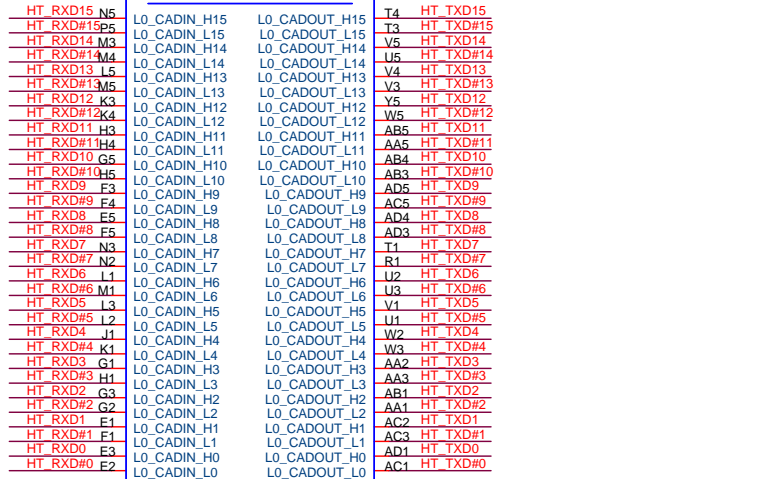 HT_RXD15 N5 L0_CADIN_H15 L0_CADOUT_H15 T4 HT_TXD15
HT_RXD#15 P5 L0_CADIN_L15 L0_CADOUT_L15 T3 HT_TXD#15
HT_RXD14 M3 L0_CADIN_H14 L0_CADOUT_H14 V5 HT_TXD14
HT_RXD#14 M4 L0_CADIN_L14 L0_CADOUT_L14 U5 HT_TXD#14
HT_RXD13 L5 L0_CADIN_H13 L0_CADOUT_H13 V4 HT_TXD13
HT_RXD#13 M5 L0_CADIN_L13 L0_CADOUT_L13 V3 HT_TXD#13
HT_RXD12 K3 L0_CADIN_H12 L0_CADOUT_H12 Y5 HT_TXD12
HT_RXD#12 K4 L0_CADIN_L12 L0_CADOUT_L12 W5 HT_TXD#12
HT_RXD11 H3 L0_CADIN_H11 L0_CADOUT_H11 AB5 HT_TXD11
HT_RXD#11 H4 L0_CADIN_L11 L0_CADOUT_L11 AA5 HT_TXD#11
HT_RXD10 G5 L0_CADIN_H10 L0_CADOUT_H10 AB4 HT_TXD10
HT_RXD#10 H5 L0_CADIN_L10 L0_CADOUT_L10 AB3 HT_TXD#10
HT_RXD9 F3 L0_CADIN_H9 L0_CADOUT_H9 AD5 HT_TXD9
HT_RXD#9 F4 L0_CADIN_L9 L0_CADOUT_L9 AC5 HT_TXD#9
HT_RXD8 E5 L0_CADIN_H8 L0_CADOUT_H8 AD4 HT_TXD8
HT_RXD#8 F5 L0_CADIN_L8 L0_CADOUT_L8 AD3 HT_TXD#8
HT_RXD7 N3 L0_CADIN_H7 L0_CADOUT_H7 T1 HT_TXD7
HT_RXD#7 N2 L0_CADIN_L7 L0_CADOUT_L7 R1 HT_TXD#7
HT_RXD6 L1 L0_CADIN_H6 L0_CADOUT_H6 U2 HT_TXD6
HT_RXD#6 M1 L0_CADIN_L6 L0_CADOUT_L6 U3 HT_TXD#6
HT_RXD5 L3 L0_CADIN_H5 L0_CADOUT_H5 V1 HT_TXD5
HT_RXD#5 L2 L0_CADIN_L5 L0_CADOUT_L5 U1 HT_TXD#5
HT_RXD4 J1 L0_CADIN_H4 L0_CADOUT_H4 W2 HT_TXD4
HT_RXD#4 K1 L0_CADIN_L4 L0_CADOUT_L4 W3 HT_TXD#4
HT_RXD3 G1 L0_CADIN_H3 L0_CADOUT_H3 AA2 HT_TXD3
HT_RXD#3 H1 L0_CADIN_L3 L0_CADOUT_L3 AA3 HT_TXD#3
HT_RXD2 G3 L0_CADIN_H2 L0_CADOUT_H2 AB1 HT_TXD2
HT_RXD#2 G2 L0_CADIN_L2 L0_CADOUT_L2 AA1 HT_TXD#2
HT_RXD1 E1 L0_CADIN_H1 L0_CADOUT_H1 AC2 HT_TXD1
HT_RXD#1 F1 L0_CADIN_L1 L0_CADOUT_L1 AC3 HT_TXD#1
HT_RXD0 E3 L0_CADIN_H0 L0_CADOUT_H0 AD1 HT_TXD0
HT_RXD#0 E2 L0_CADIN_L0 L0_CADOUT_L0 AC1 HT_TXD#0